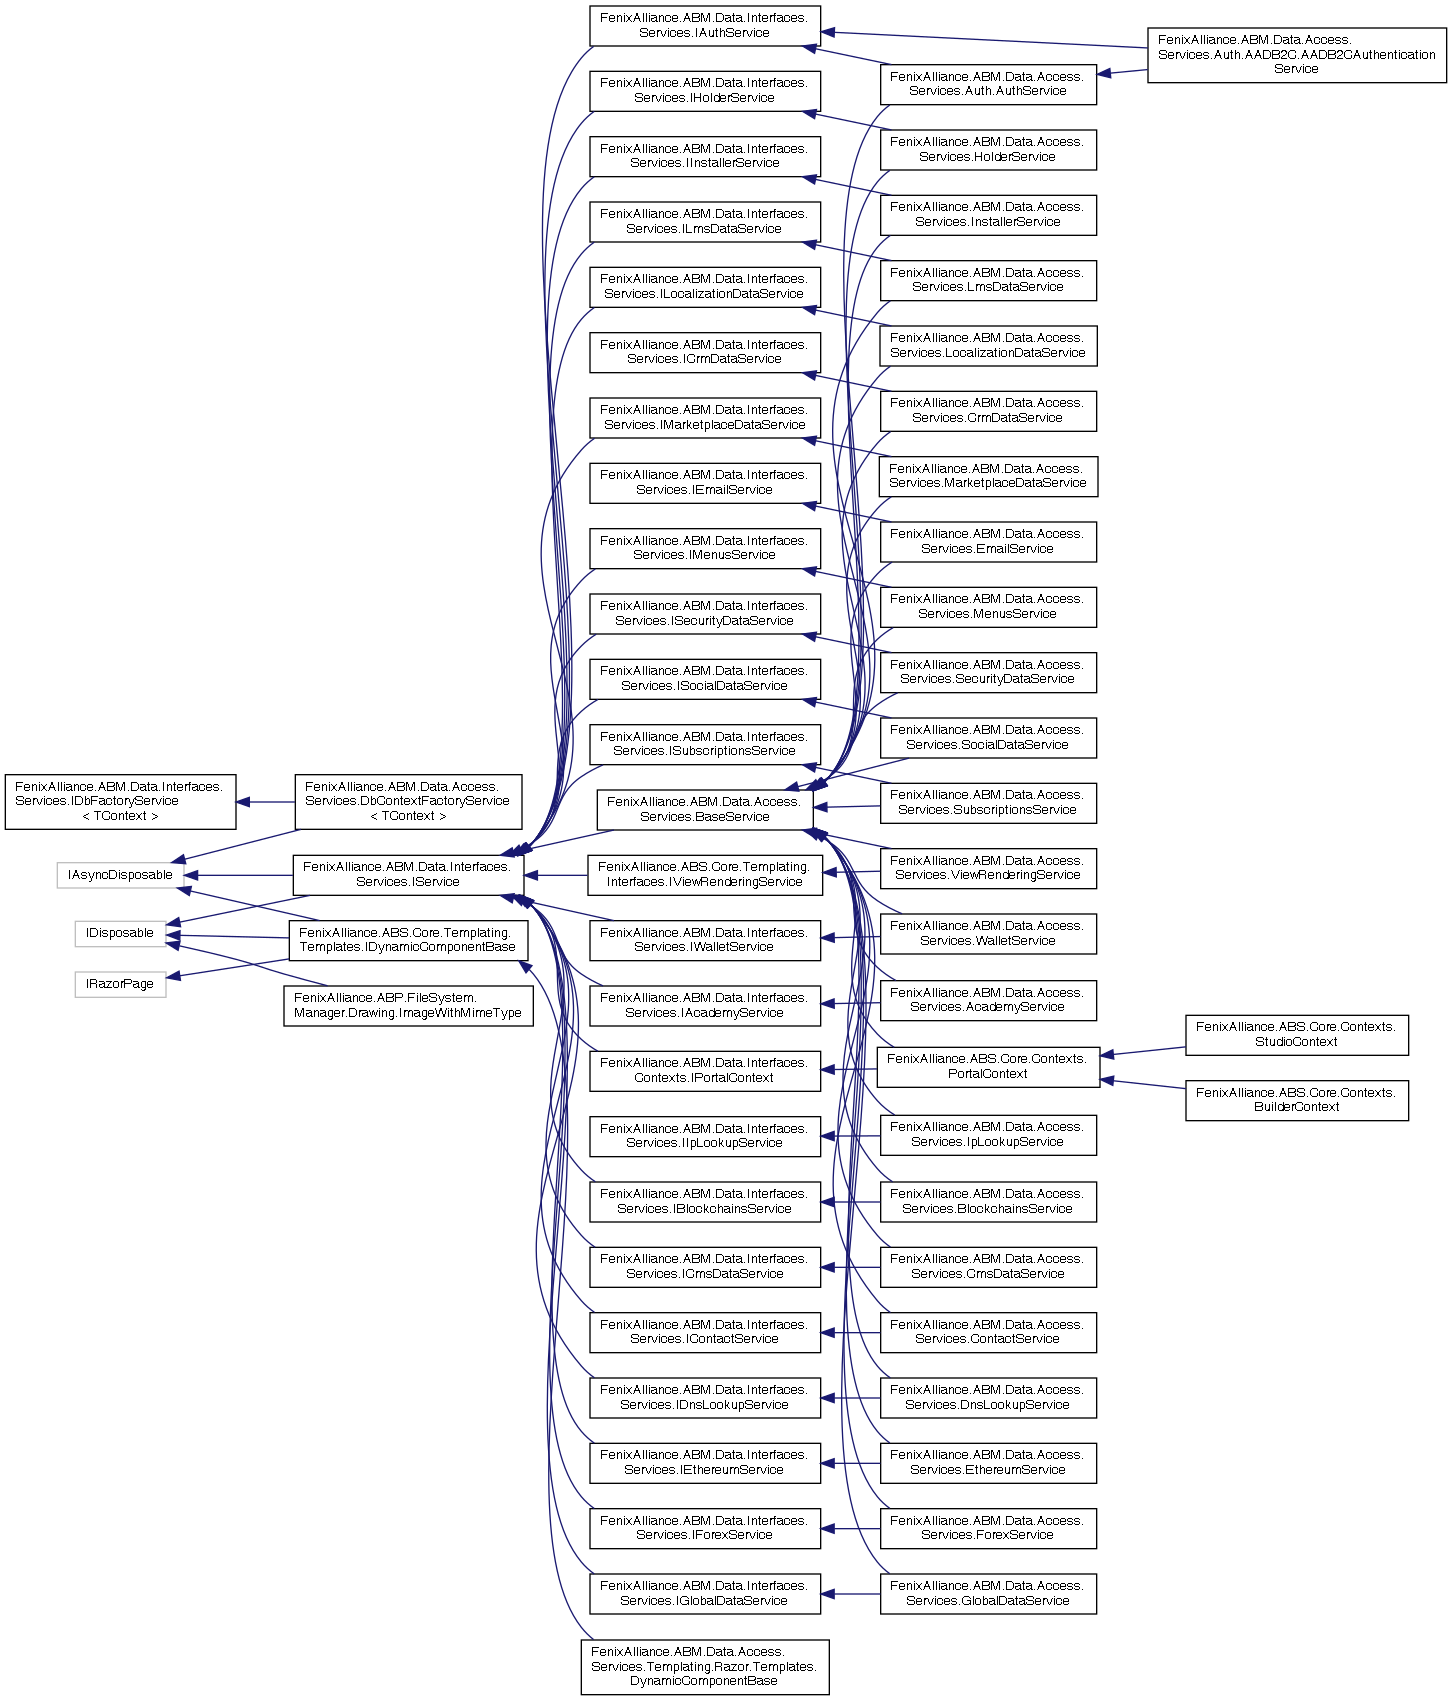 FenixAlliance.ABM.Data.Interfaces.
Services.IDbFactoryService
< TContext >
IAsyncDisposable
IDisposable
IRazorPage
FenixAlliance.ABM.Data.Access.
Services.DbContextFactoryService
< TContext >
FenixAlliance.ABM.Data.Interfaces.
Services.IService
FenixAlliance.ABS.Core.Templating.
Templates.IDynamicComponentBase
FenixAlliance.ABP.FileSystem.
Manager.Drawing.ImageWithMimeType
FenixAlliance.ABM.Data.Interfaces.
Services.IAuthService
FenixAlliance.ABM.Data.Interfaces.
Services.IHolderService
FenixAlliance.ABM.Data.Interfaces.
Services.IInstallerService
FenixAlliance.ABM.Data.Interfaces.
Services.ILmsDataService
FenixAlliance.ABM.Data.Interfaces.
Services.ILocalizationDataService
FenixAlliance.ABM.Data.Interfaces.
Services.ICrmDataService
FenixAlliance.ABM.Data.Interfaces.
Services.IMarketplaceDataService
FenixAlliance.ABM.Data.Interfaces.
Services.IEmailService
FenixAlliance.ABM.Data.Interfaces.
Services.IMenusService
FenixAlliance.ABM.Data.Interfaces.
Services.ISecurityDataService
FenixAlliance.ABM.Data.Interfaces.
Services.ISocialDataService
FenixAlliance.ABM.Data.Interfaces.
Services.ISubscriptionsService
FenixAlliance.ABM.Data.Access.
Services.BaseService
FenixAlliance.ABS.Core.Templating.
Interfaces.IViewRenderingService
FenixAlliance.ABM.Data.Interfaces.
Services.IWalletService
FenixAlliance.ABM.Data.Interfaces.
Services.IAcademyService
FenixAlliance.ABM.Data.Interfaces.
Contexts.IPortalContext
FenixAlliance.ABM.Data.Interfaces.
Services.IIpLookupService
FenixAlliance.ABM.Data.Interfaces.
Services.IBlockchainsService
FenixAlliance.ABM.Data.Interfaces.
Services.ICmsDataService
FenixAlliance.ABM.Data.Interfaces.
Services.IContactService
FenixAlliance.ABM.Data.Interfaces.
Services.IDnsLookupService
FenixAlliance.ABM.Data.Interfaces.
Services.IEthereumService
FenixAlliance.ABM.Data.Interfaces.
Services.IForexService
FenixAlliance.ABM.Data.Interfaces.
Services.IGlobalDataService
FenixAlliance.ABM.Data.Access.
Services.Templating.Razor.Templates.
DynamicComponentBase
FenixAlliance.ABM.Data.Access.
Services.Auth.AuthService
FenixAlliance.ABM.Data.Access.
Services.HolderService
FenixAlliance.ABM.Data.Access.
Services.InstallerService
FenixAlliance.ABM.Data.Access.
Services.LmsDataService
FenixAlliance.ABM.Data.Access.
Services.LocalizationDataService
FenixAlliance.ABM.Data.Access.
Services.CrmDataService
FenixAlliance.ABM.Data.Access.
Services.MarketplaceDataService
FenixAlliance.ABM.Data.Access.
Services.EmailService
FenixAlliance.ABM.Data.Access.
Services.MenusService
FenixAlliance.ABM.Data.Access.
Services.SecurityDataService
FenixAlliance.ABM.Data.Access.
Services.SocialDataService
FenixAlliance.ABM.Data.Access.
Services.SubscriptionsService
FenixAlliance.ABM.Data.Access.
Services.ViewRenderingService
FenixAlliance.ABM.Data.Access.
Services.WalletService
FenixAlliance.ABM.Data.Access.
Services.AcademyService
FenixAlliance.ABS.Core.Contexts.
PortalContext
FenixAlliance.ABM.Data.Access.
Services.IpLookupService
FenixAlliance.ABM.Data.Access.
Services.BlockchainsService
FenixAlliance.ABM.Data.Access.
Services.CmsDataService
FenixAlliance.ABM.Data.Access.
Services.ContactService
FenixAlliance.ABM.Data.Access.
Services.DnsLookupService
FenixAlliance.ABM.Data.Access.
Services.EthereumService
FenixAlliance.ABM.Data.Access.
Services.ForexService
FenixAlliance.ABM.Data.Access.
Services.GlobalDataService
FenixAlliance.ABM.Data.Access.
Services.Auth.AADB2C.AADB2CAuthentication
Service
FenixAlliance.ABS.Core.Contexts.
StudioContext
FenixAlliance.ABS.Core.Contexts.
BuilderContext